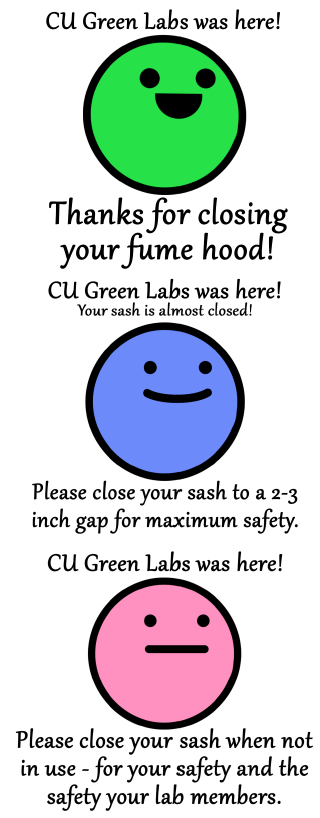 CU Green Labs was here!
Thanks for closing
your fume hood!
CU Green Labs was here!
Your sash is almost closed!
Please close your sash to a 2-3
inch gap for maximum safety.
CU Green Labs was here!
Please close your sash when not
in use - for your safety and the
safety your lab members.